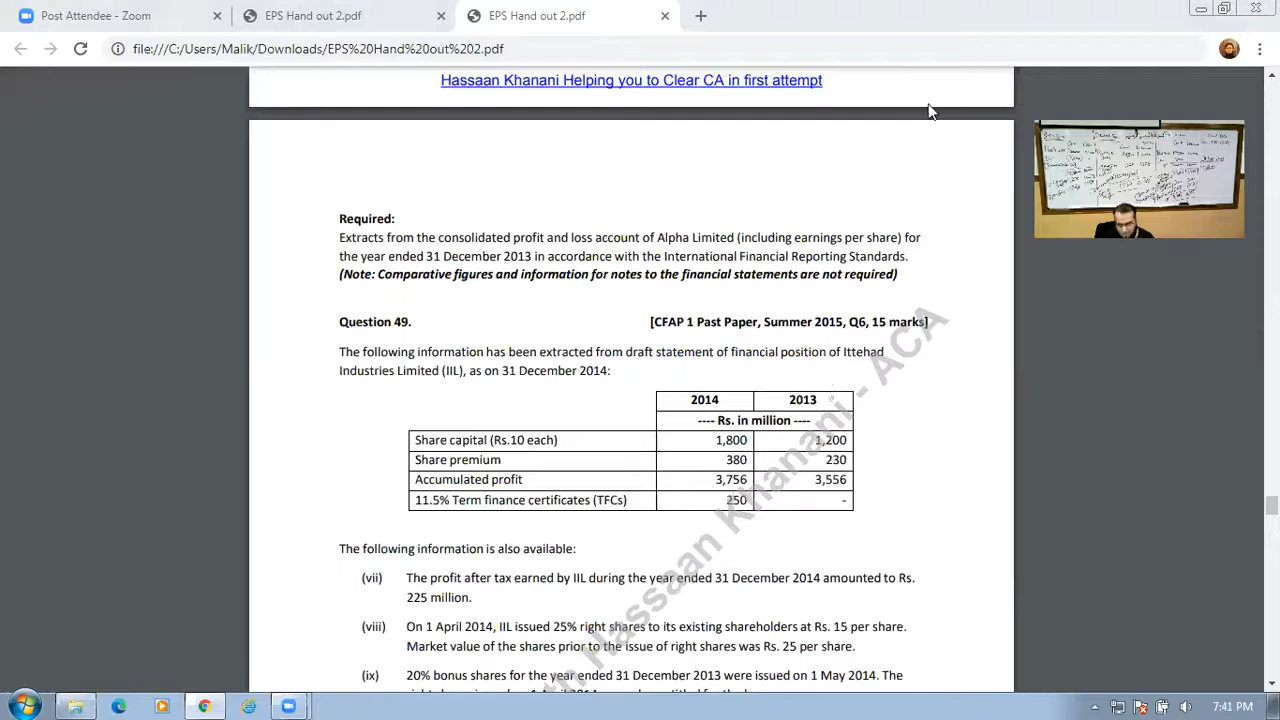 Post Attendee - Zoom
EPS Hand out 2.pdf
EPS Hand out 2.pdf
file:///C:/Users/Malik/Downloads/EPS%20Hand%20out%202.pdf
Hassaan Khanani Helping you to Clear CA in first attempt
Required:
Extracts from the consolidated profit and loss account of Alpha Limited (including earnings per share) for
the year ended 31 December 2013 in accordance with the International Financial Reporting Standards.
(Note: Comparative figures and information for notes to the financial statements are not required)
Question 49. [CFAP 1 Past Paper, Summer 2015, Q6, 15 marks]
The following information has been extracted from draft statement of financial position of Ittehad
Industries Limited (IIL), as on 31 December 2014:
2014 2013
---- Rs. in million ----
Share capital (Rs.10 each) 1,800 1,200
Share premium 380 230
Accumulated profit 3,756 3,556
11.5% Term finance certificates (TFCs) 250 -
The following information is also available:
(vii) The profit after tax earned by IIL during the year ended 31 December 2014 amounted to Rs.
225 million.
(viii) On 1 April 2014, IIL issued 25% right shares to its existing shareholders at Rs. 15 per share.
Market value of the shares prior to the issue of right shares was Rs. 25 per share.
(ix) 20% bonus shares for the year ended 31 December 2013 were issued on 1 May 2014. The
Hassaan Khanani - ACA
7:41 PM